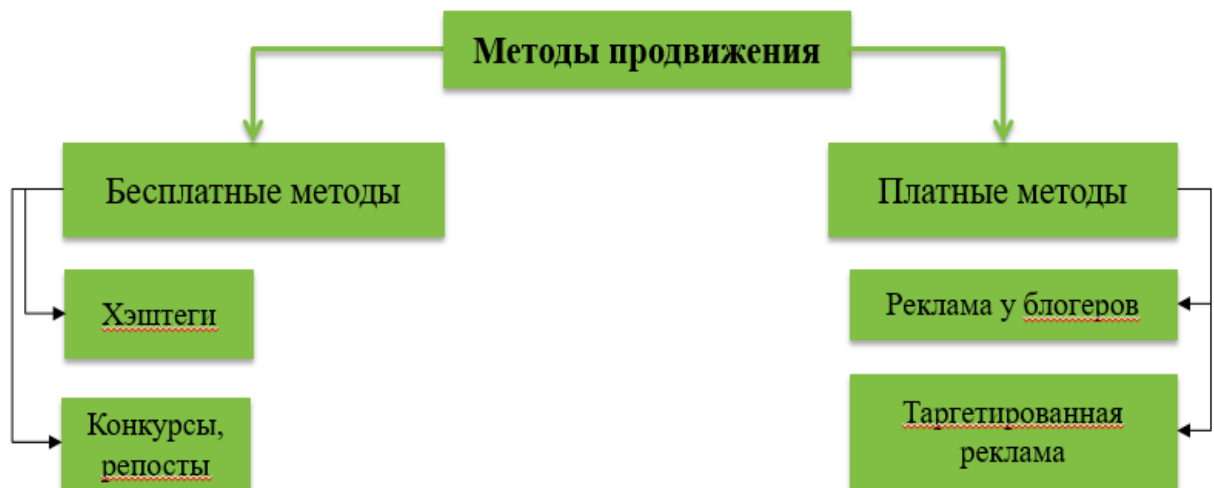 Методы продвижения
Бесплатные методы
Платные методы
Хэштеги
Реклама у блогеров
Конкурсы,
репосты
Таргетированная
реклама